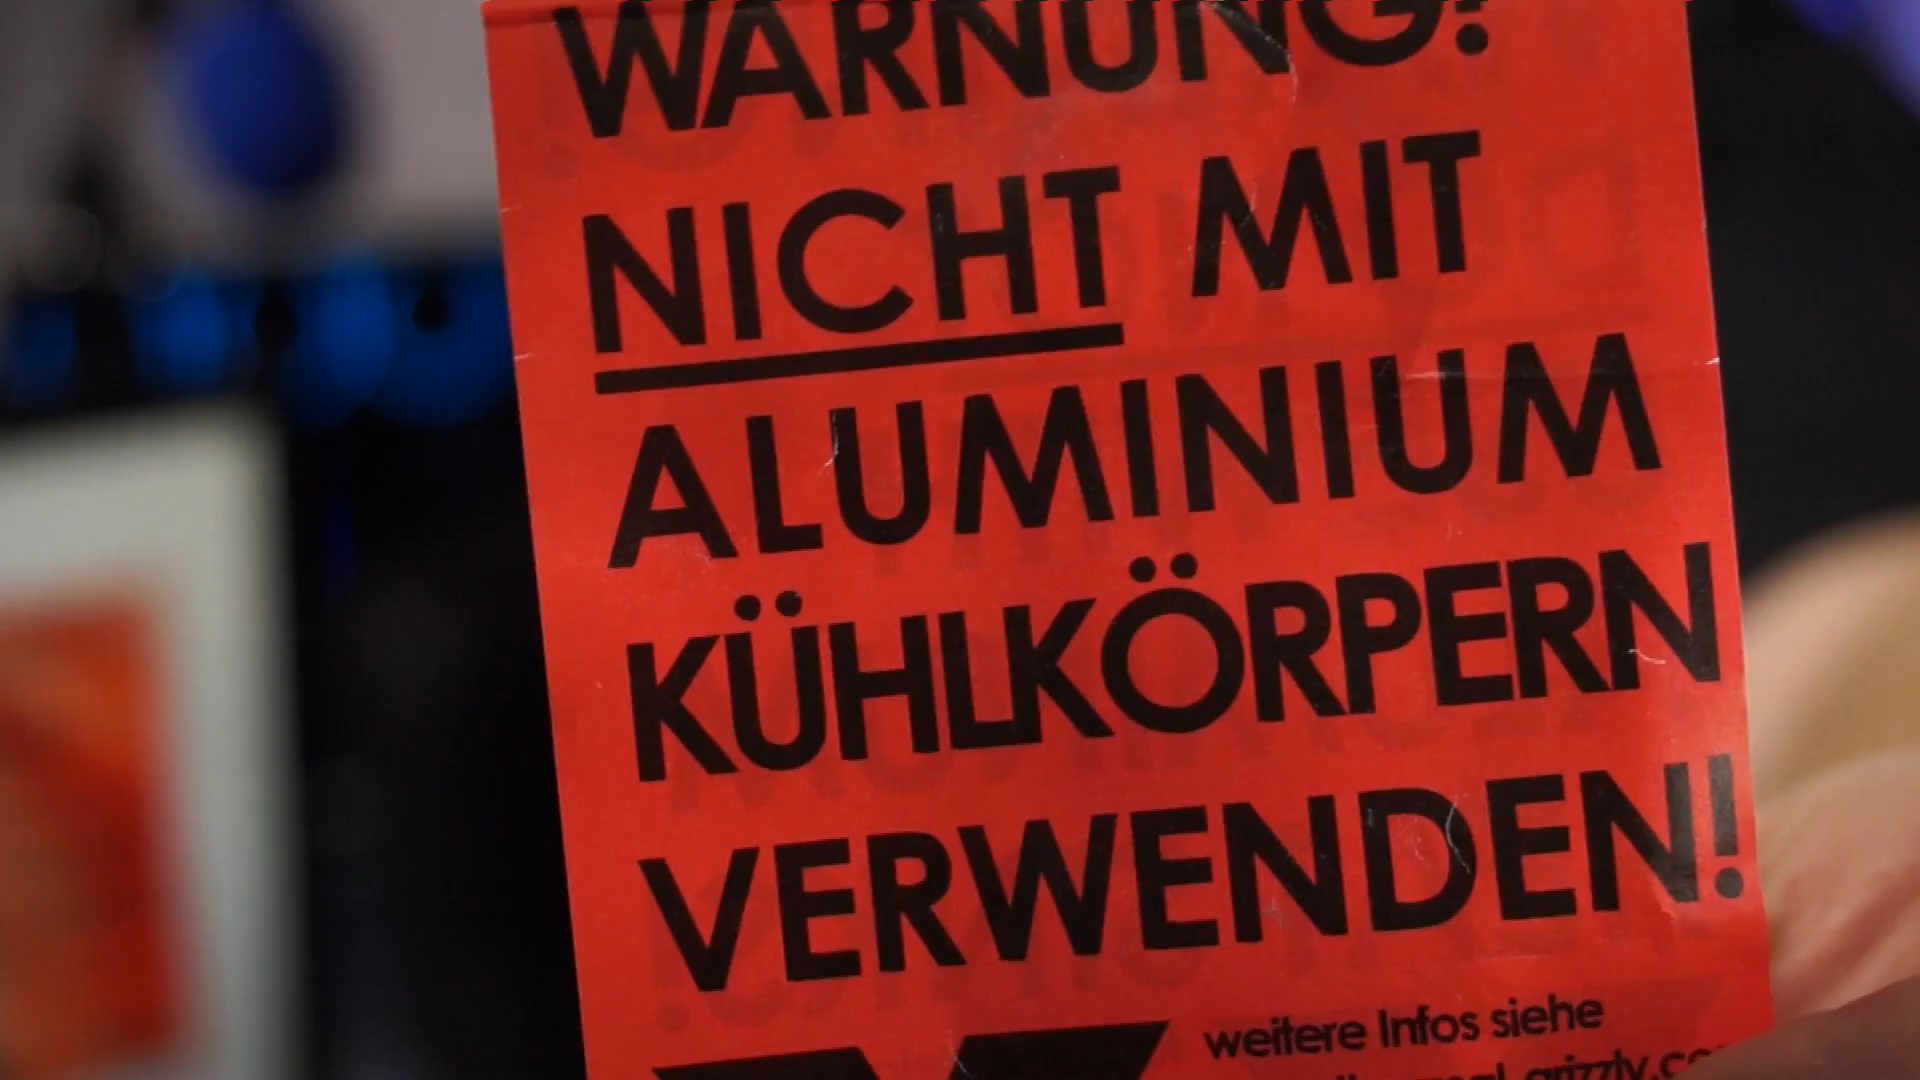 WARNUNG!
NICHT MIT
ALUMINIUM
KÜHLKÖRPERN
VERWENDEN!
weitere Infos siehe